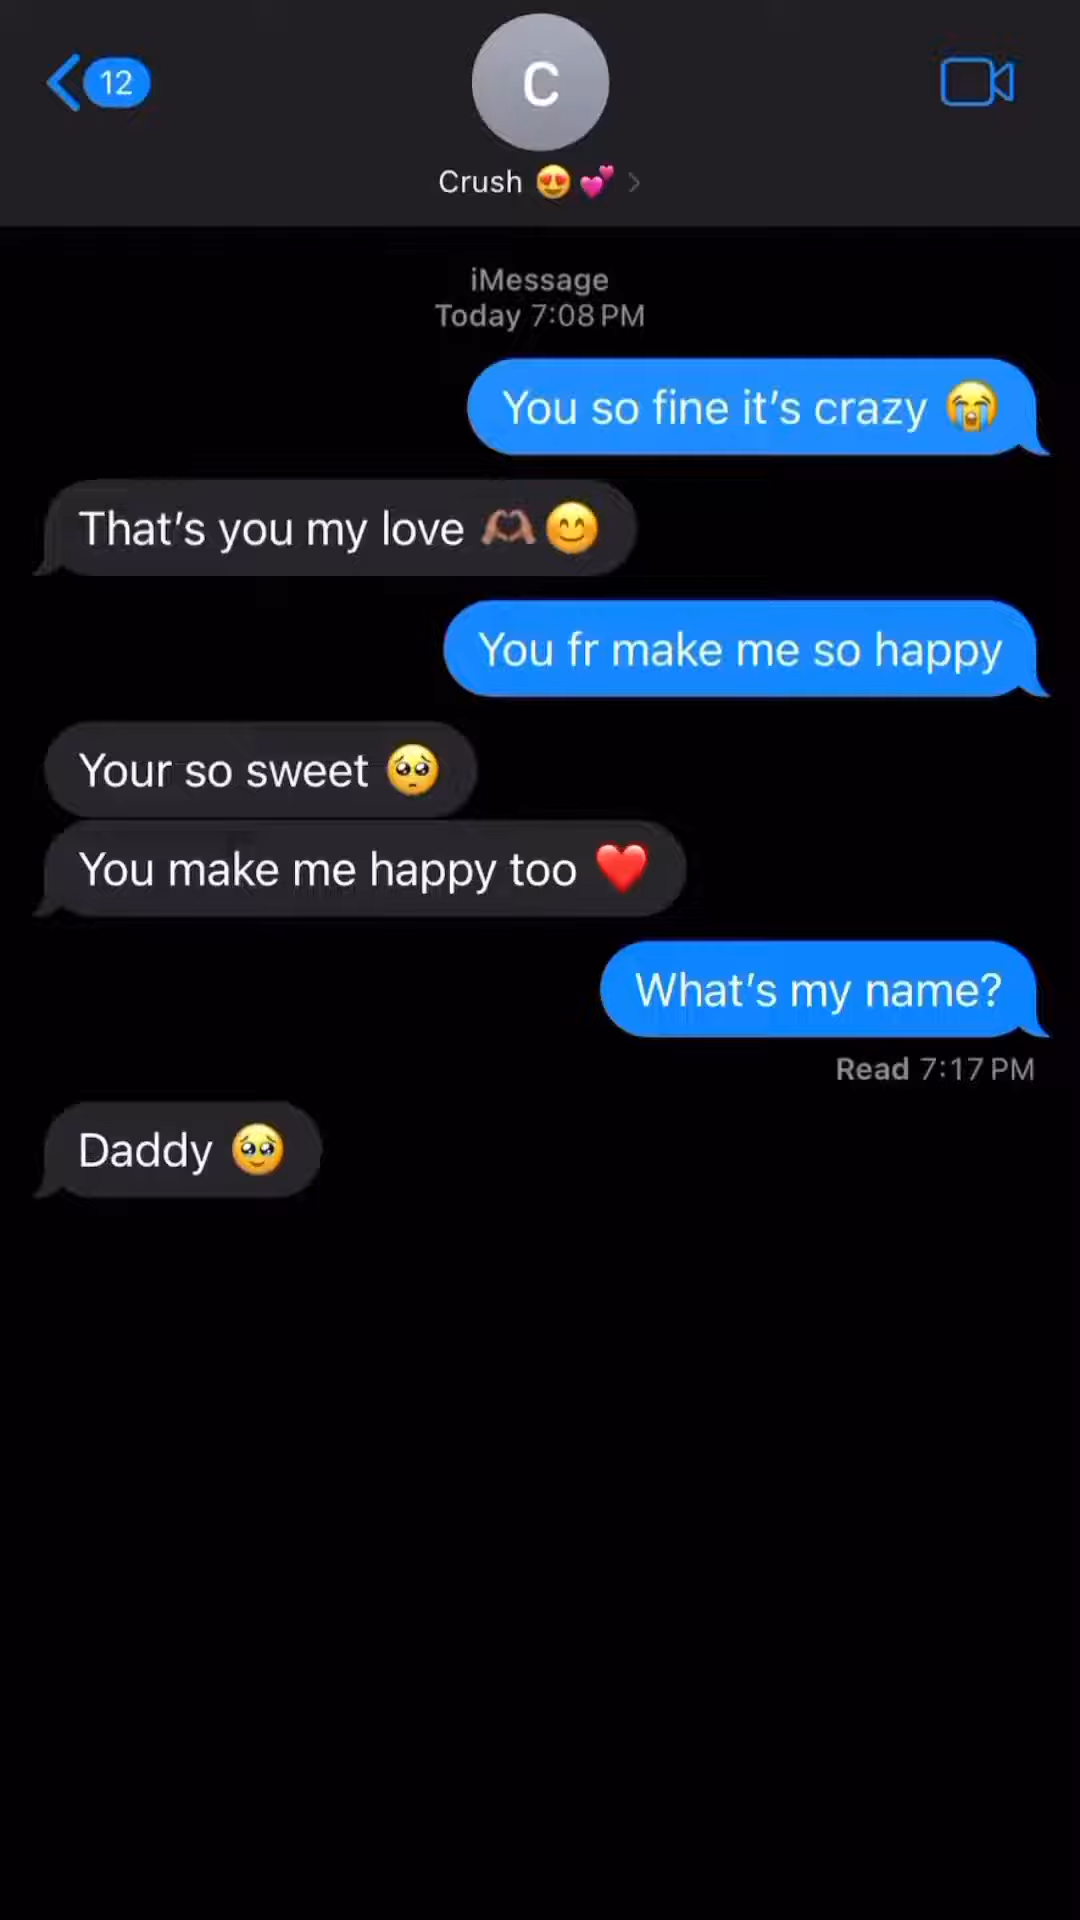 12
C
Crush 😍💕
iMessage
Today 7:08 PM
You so fine it's crazy 😭
That's you my love 🫶🏽😊
You fr make me so happy
Your so sweet 🥺
You make me happy too ❤️
What's my name?
Read 7:17 PM
Daddy 🥹